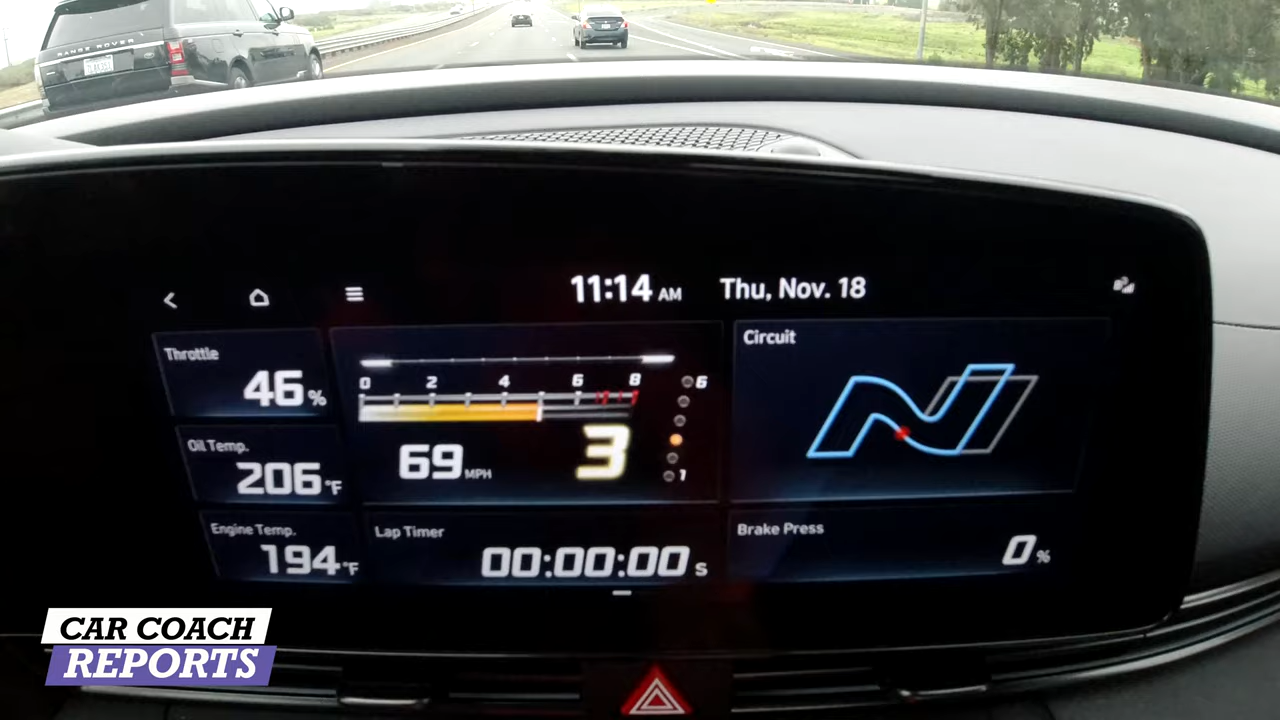 RANGE ROVER
11:14 AM Thu, Nov. 18
Throttle
46 %
Oil Temp.
206 °F
Engine Temp.
194 °F
0 2 4 6 8
6
1
69 MPH
3
Lap Timer
00:00:00 S
Circuit
Brake Press
0 %
CAR COACH
REPORTS